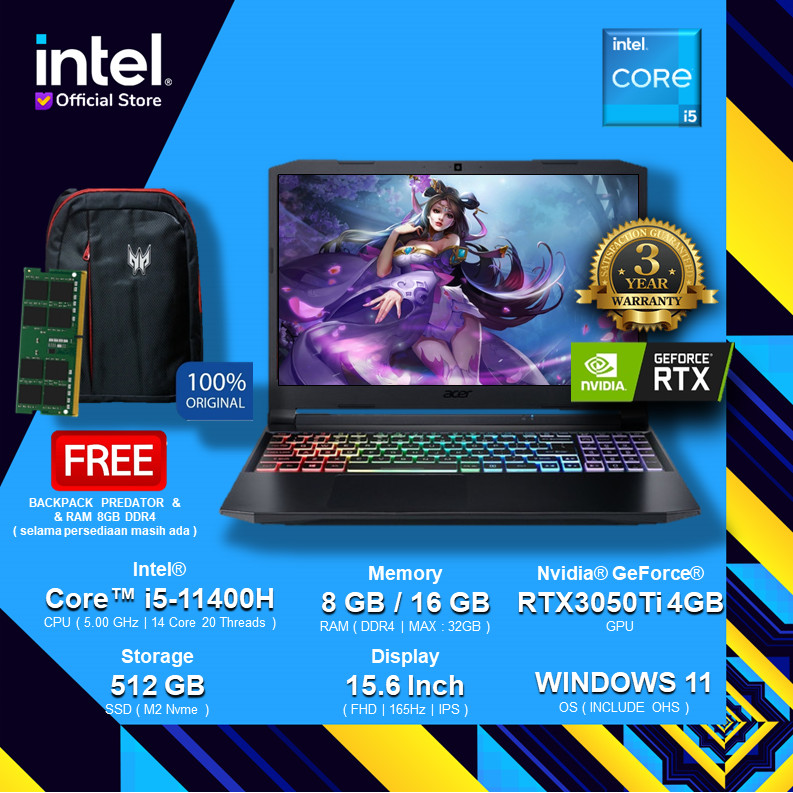 intel.
Official Store
intel.
CORE
i5
SATISFACTION GUARANTEED
3
YEAR
WARRANTY
NVIDIA.
GEFORCE®
RTX
100%
ORIGINAL
acer
FREE
BACKPACK PREDATOR &
& RAM 8GB DDR4
( selama persediaan masih ada )
Intel®
Core™ i5-11400H
CPU ( 5.00 GHz | 14 Core 20 Threads )
Memory
8 GB / 16 GB
RAM ( DDR4 | MAX : 32GB )
Nvidia® GeForce®
RTX3050Ti 4GB
GPU
Storage
512 GB
SSD ( M2 Nvme )
Display
15.6 Inch
( FHD | 165Hz | IPS )
WINDOWS 11
OS ( INCLUDE OHS )